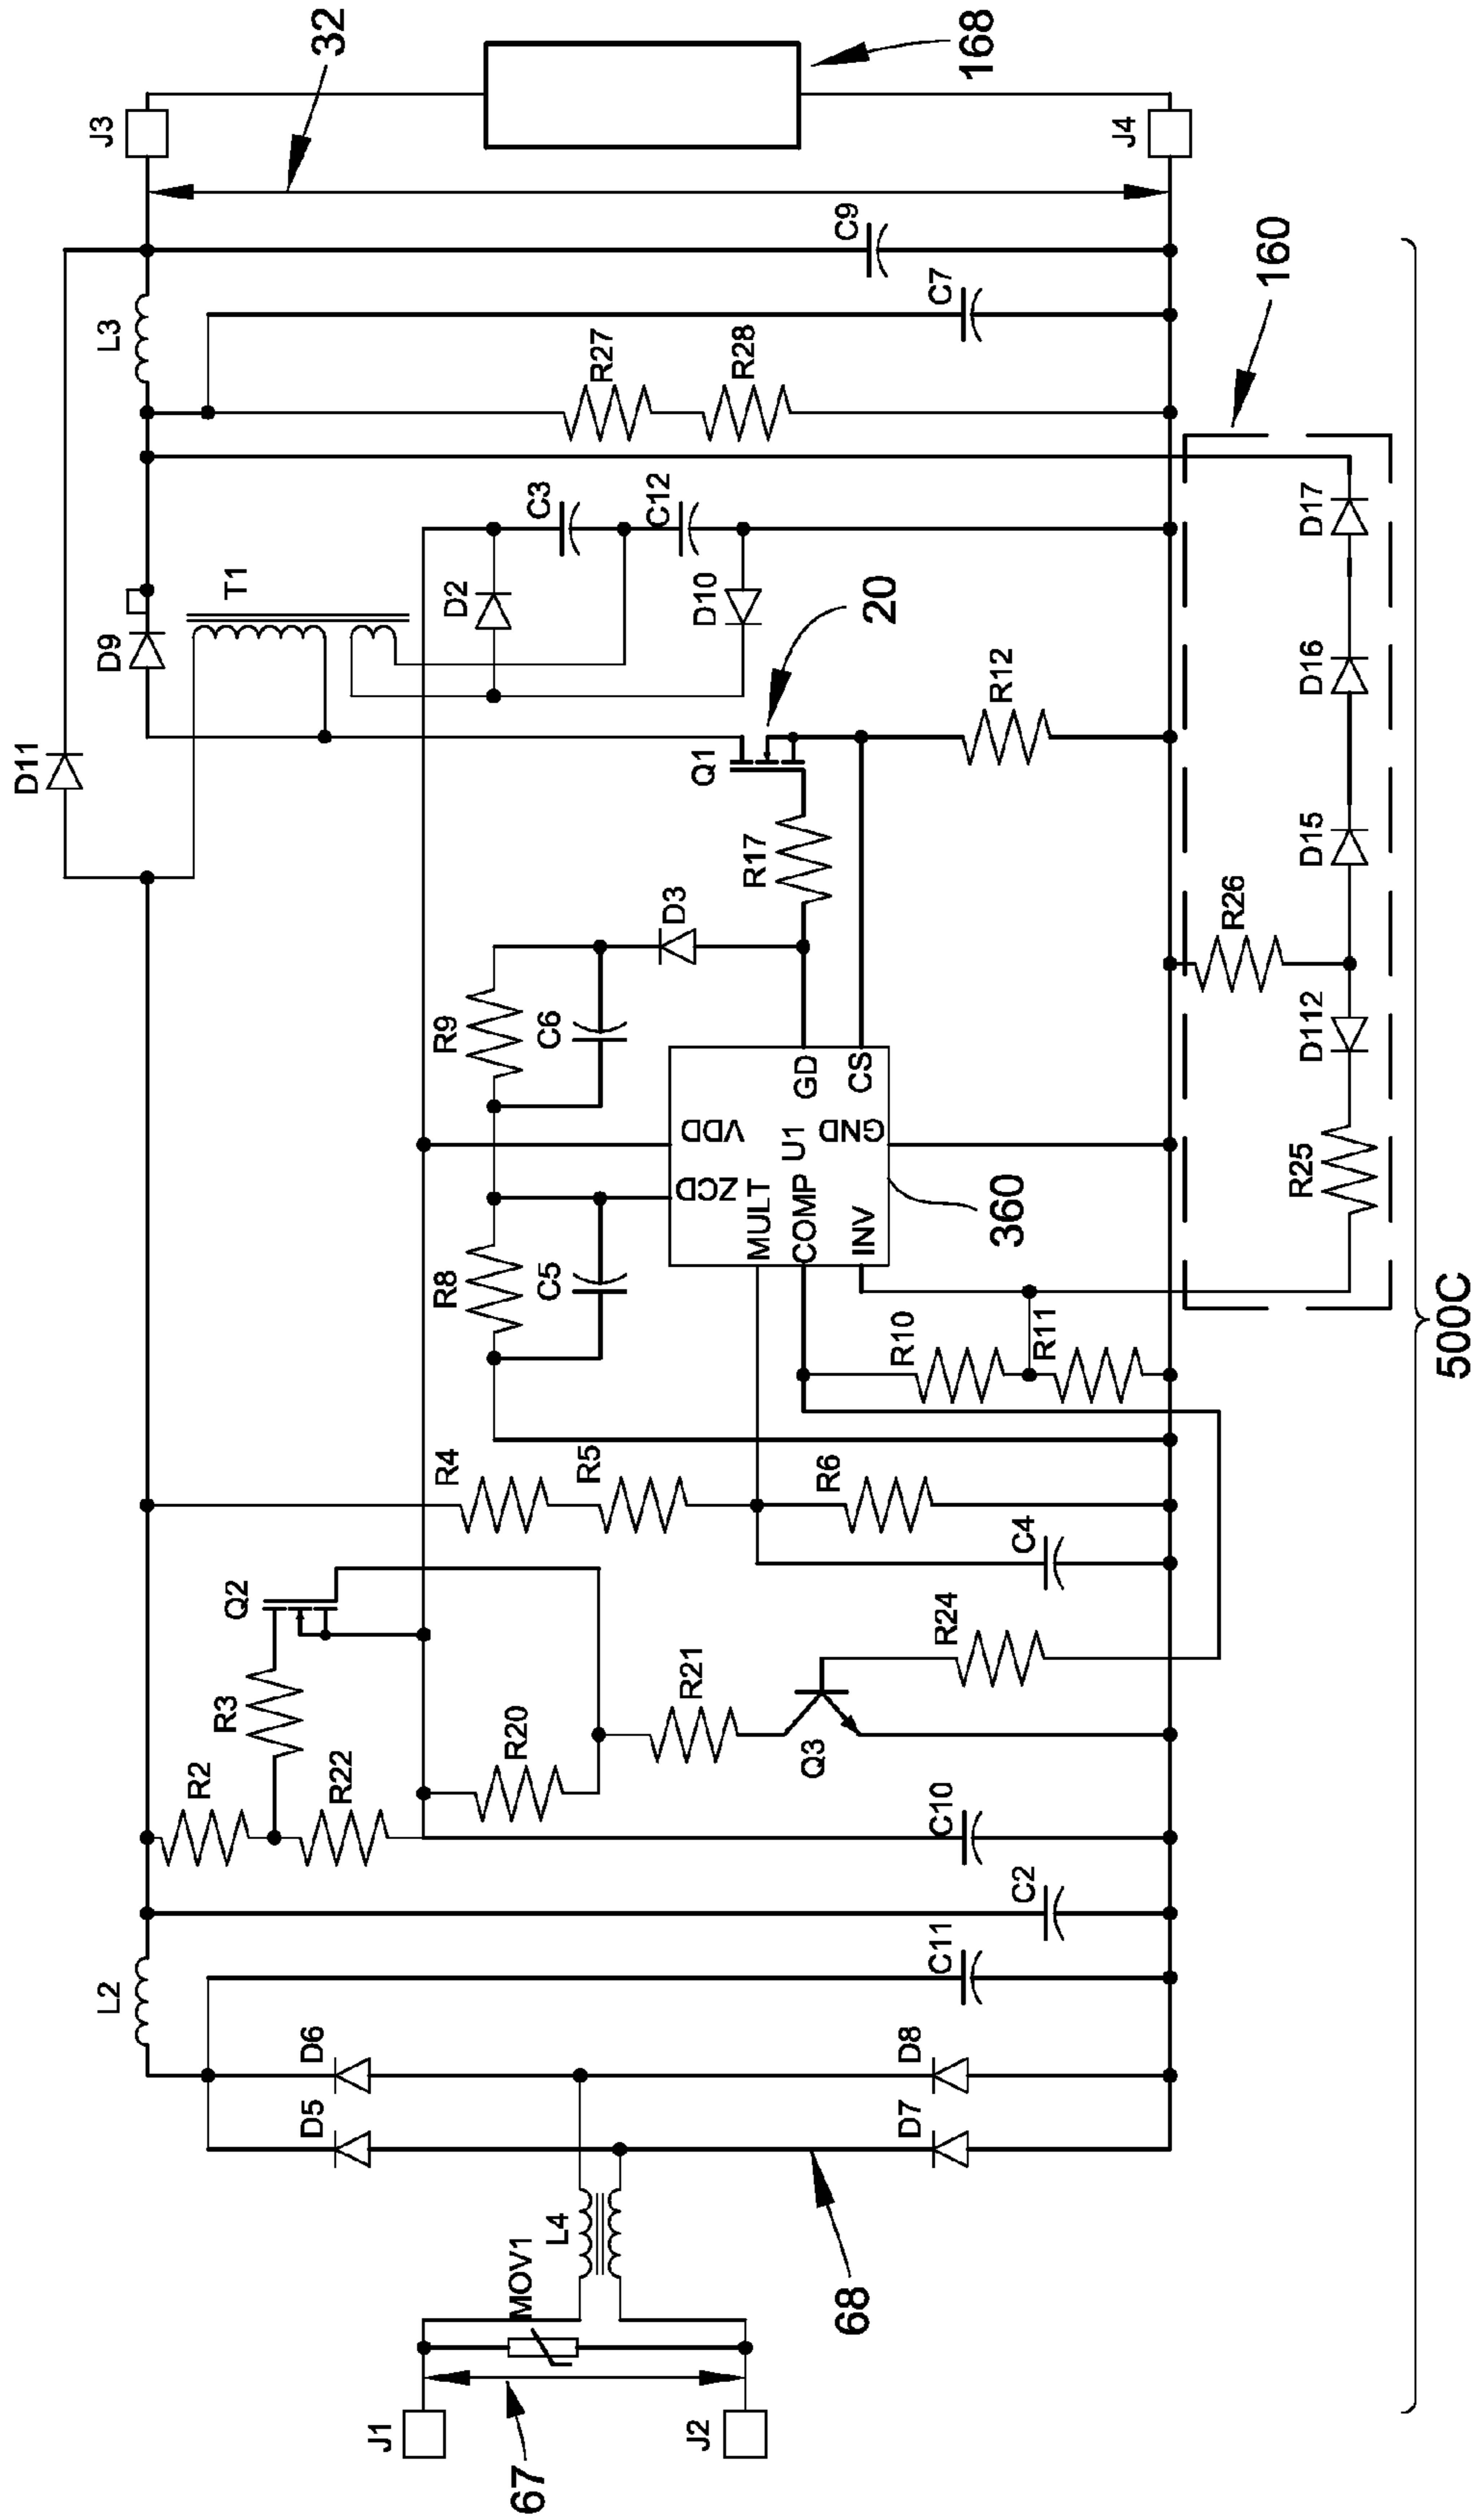 32
168
J3
J4
C9
160
C7
L3
R27
R28
D17
C3
C12
T1
D2
D10
20
D9
D16
R12
D11
Q1
D15
R17
R26
D3
R9
C6
D112
GD
CS
VDD
GND
U1
ZCD
MULT
COMP
INV
R25
360
R8
C5
500C
R10
R11
R4
R5
R6
C4
Q2
R24
R3
R21
R20
Q3
R2
R22
C10
C2
C11
L2
D6
D8
D5
D7
L4
MOV1
68
J1
J2
67